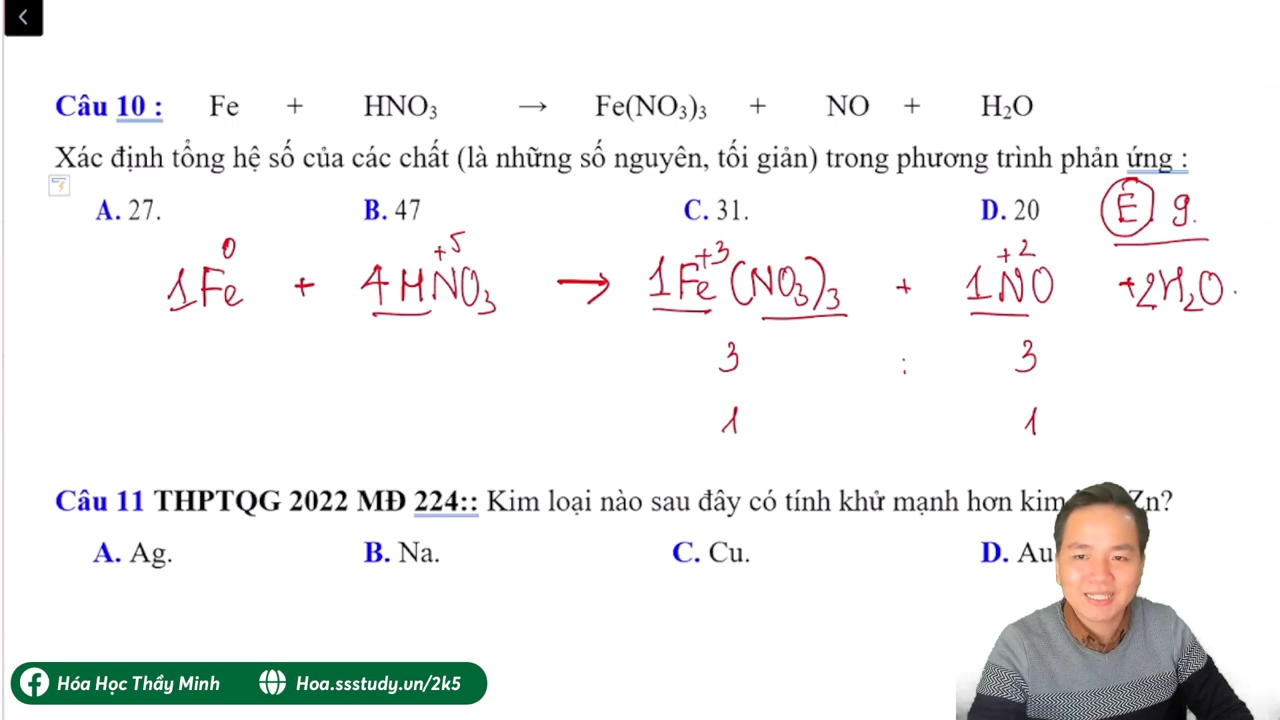 Câu 10 : Fe + HNO₃ → Fe(NO₃)₃ + NO + H₂O
Xác định tổng hệ số của các chất (là những số nguyên, tối giản) trong phương trình phản ứng :
A. 27. B. 47 C. 31. D. 20 E 9.
0 +5 +3 +2
1Fe + 4HNO₃ → 1Fe(NO₃)₃ + 1NO +2H₂O.
3 : 3
1 1
Câu 11 THPTQG 2022 MĐ 224:: Kim loại nào sau đây có tính khử mạnh hơn kim Zn?
A. Ag. B. Na. C. Cu. D. Au
Hóa Học Thầy Minh Hoa.ssstudy.vn/2k5